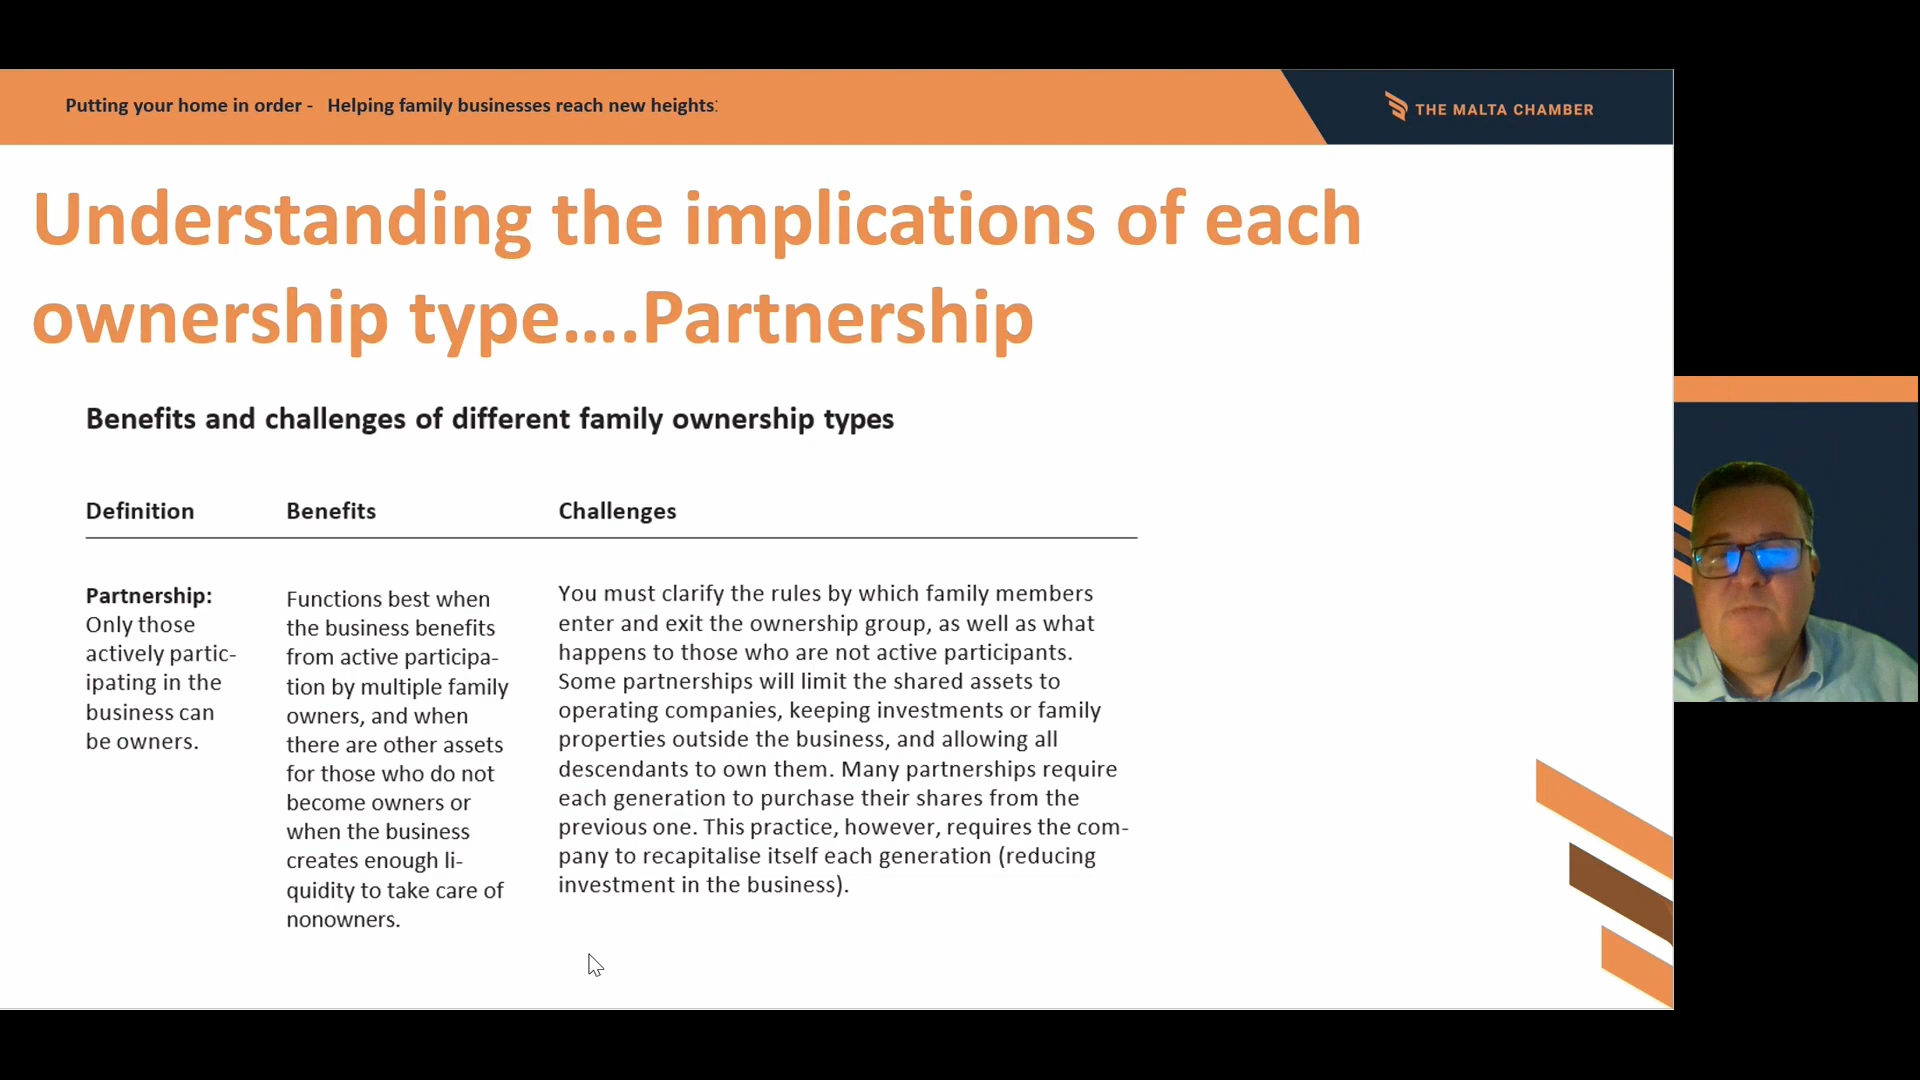 Putting your home in order -   Helping family businesses reach new heights:
THE MALTA CHAMBER
Understanding the implications of each
ownership type….Partnership
Benefits and challenges of different family ownership types
Definition
Benefits
Challenges
Partnership:
Only those
actively partic-
ipating in the
business can
be owners.
Functions best when
the business benefits
from active participa-
tion by multiple family
owners, and when
there are other assets
for those who do not
become owners or
when the business
creates enough li-
quidity to take care of
nonowners.
You must clarify the rules by which family members
enter and exit the ownership group, as well as what
happens to those who are not active participants.
Some partnerships will limit the shared assets to
operating companies, keeping investments or family
properties outside the business, and allowing all
descendants to own them. Many partnerships require
each generation to purchase their shares from the
previous one. This practice, however, requires the com-
pany to recapitalise itself each generation (reducing
investment in the business).